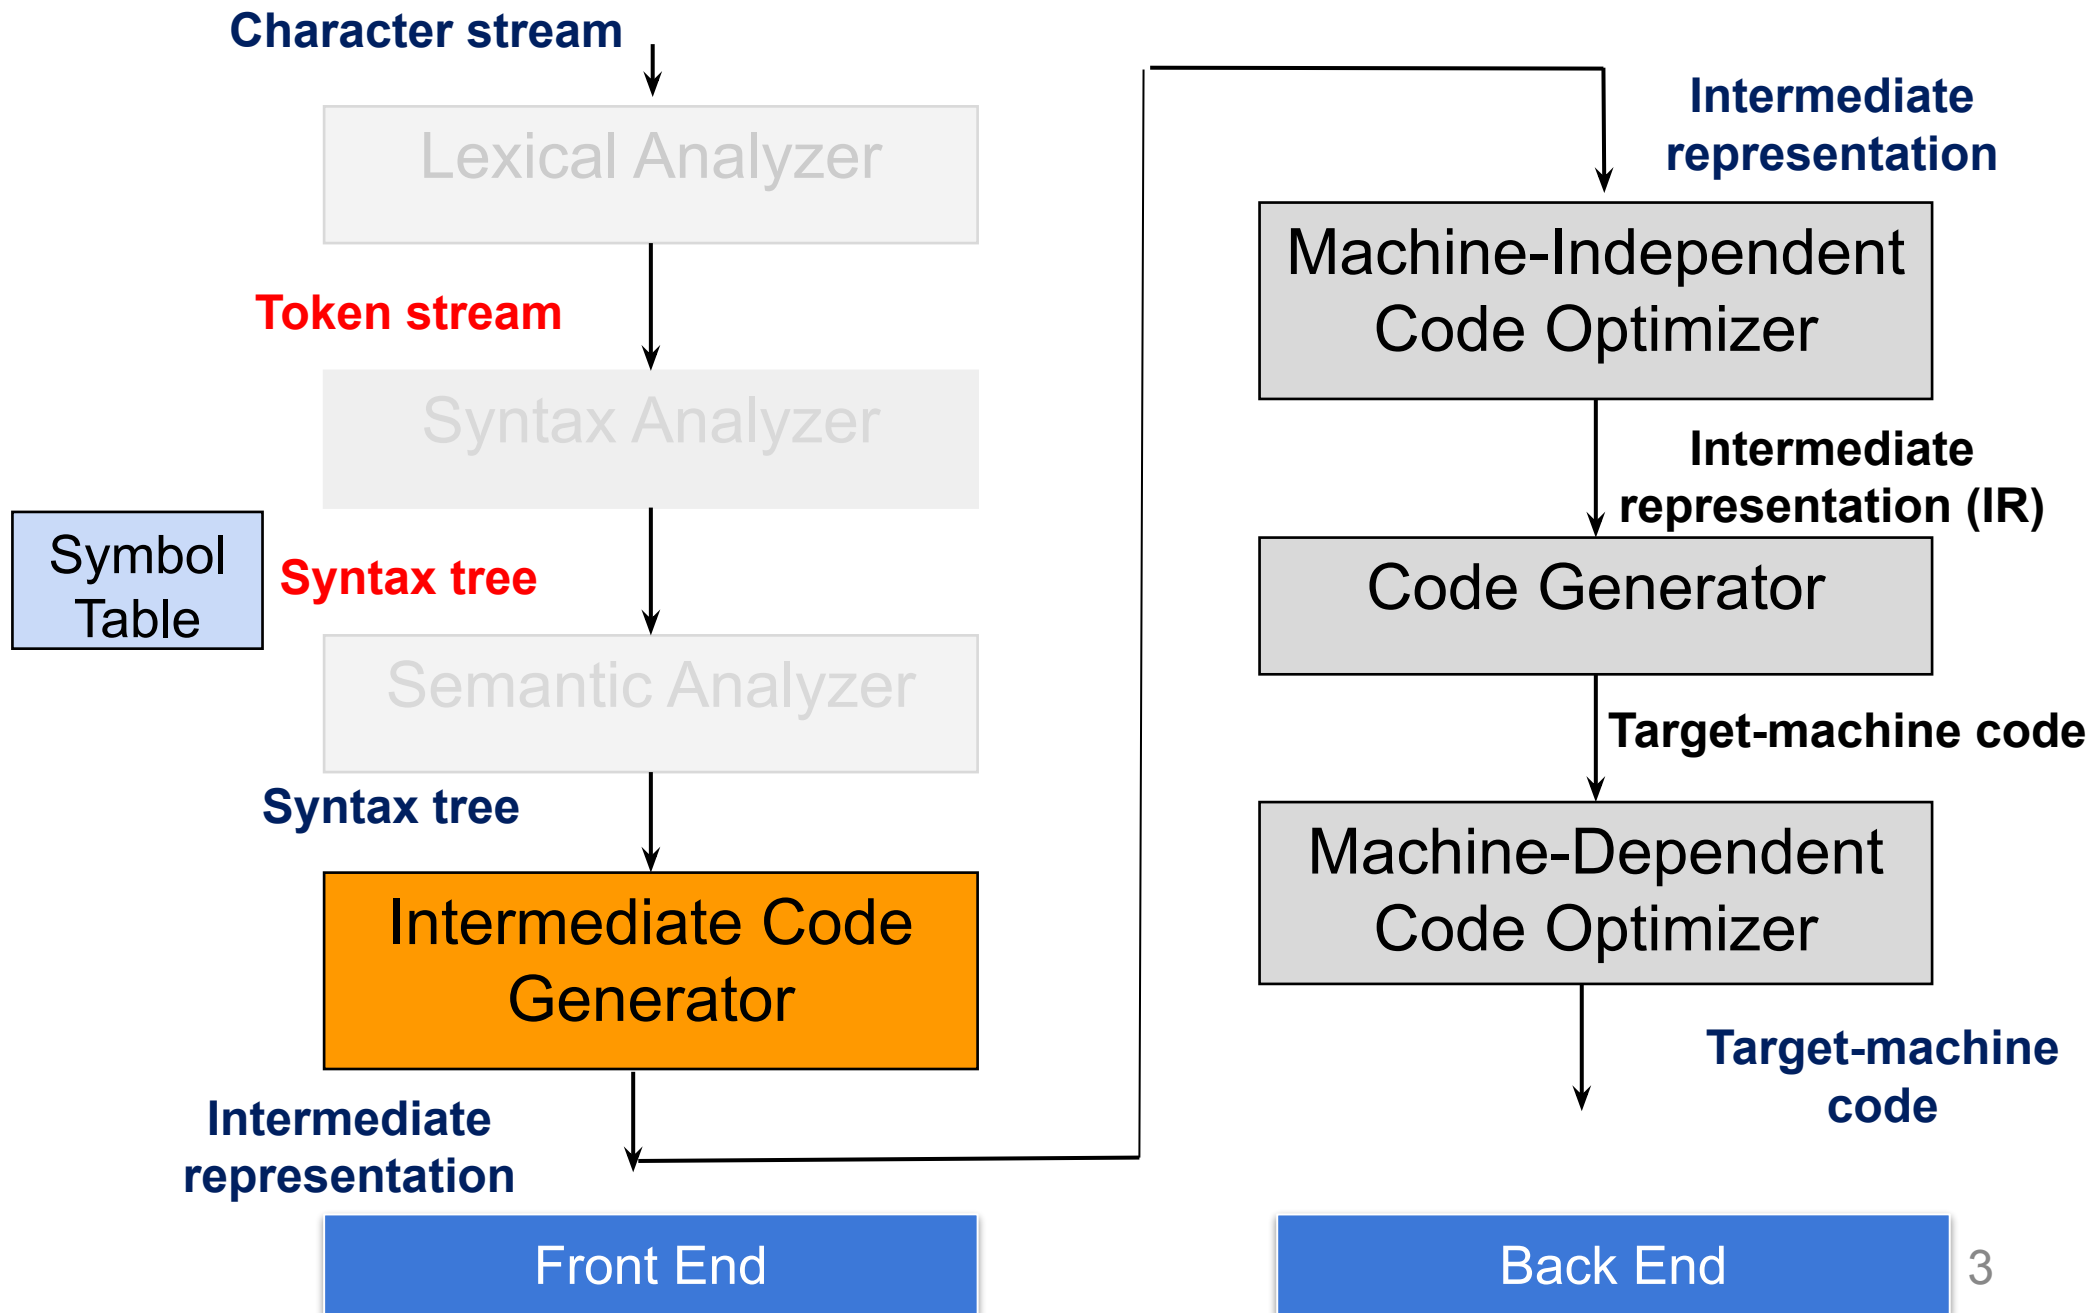 Character stream
Lexical Analyzer
Token stream
Syntax Analyzer
Symbol
Table
Syntax tree
Semantic Analyzer
Syntax tree
Intermediate Code
Generator
Intermediate
representation
Front End
Intermediate
representation
Machine-Independent
Code Optimizer
Intermediate
representation (IR)
Code Generator
Target-machine code
Machine-Dependent
Code Optimizer
Target-machine
code
Back End
3